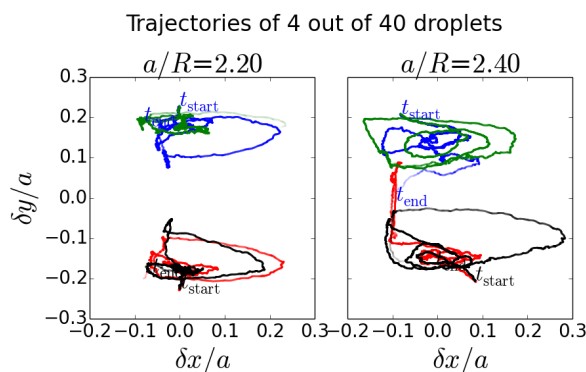 Trajectories of 4 out of 40 droplets
a/R=2.20
a/R=2.40
0.3
0.2
0.1
0.0
−0.1
−0.2
−0.3
δy/a
t_start
t_start
t_start
t_end
t_start
−0.2 −0.1 0.0 0.1 0.2 0.3
−0.2 −0.1 0.0 0.1 0.2 0.3
δx/a
δx/a